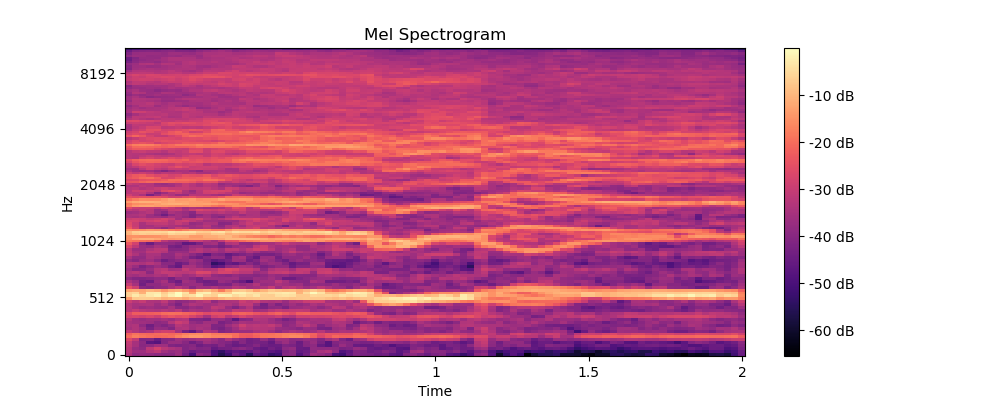 Mel Spectrogram
8192
4096
2048
1024
512
0
Hz
0
0.5
1
1.5
2
Time
-10 dB
-20 dB
-30 dB
-40 dB
-50 dB
-60 dB